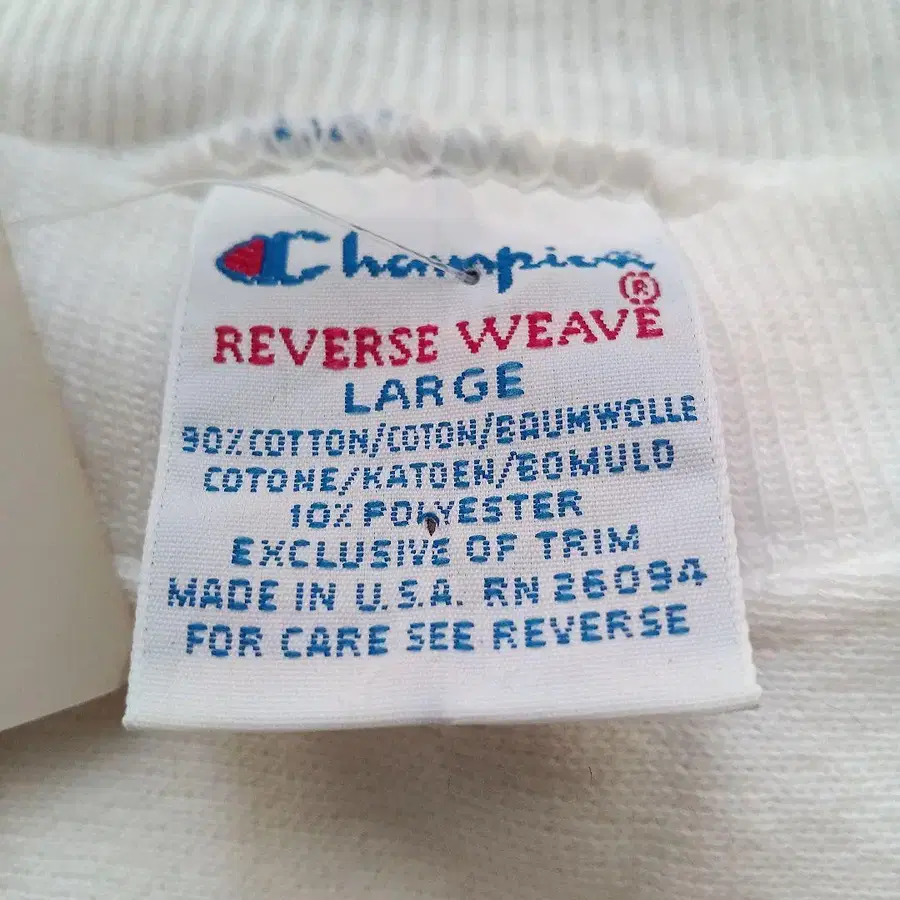 Champion
®
REVERSE WEAVE
LARGE
90% COTTON/COTON/BAUMWOLLE
COTONE/KATOEN/BOMULD
10% POLYESTER
EXCLUSIVE OF TRIM
MADE IN U.S.A. RN 26094
FOR CARE SEE REVERSE